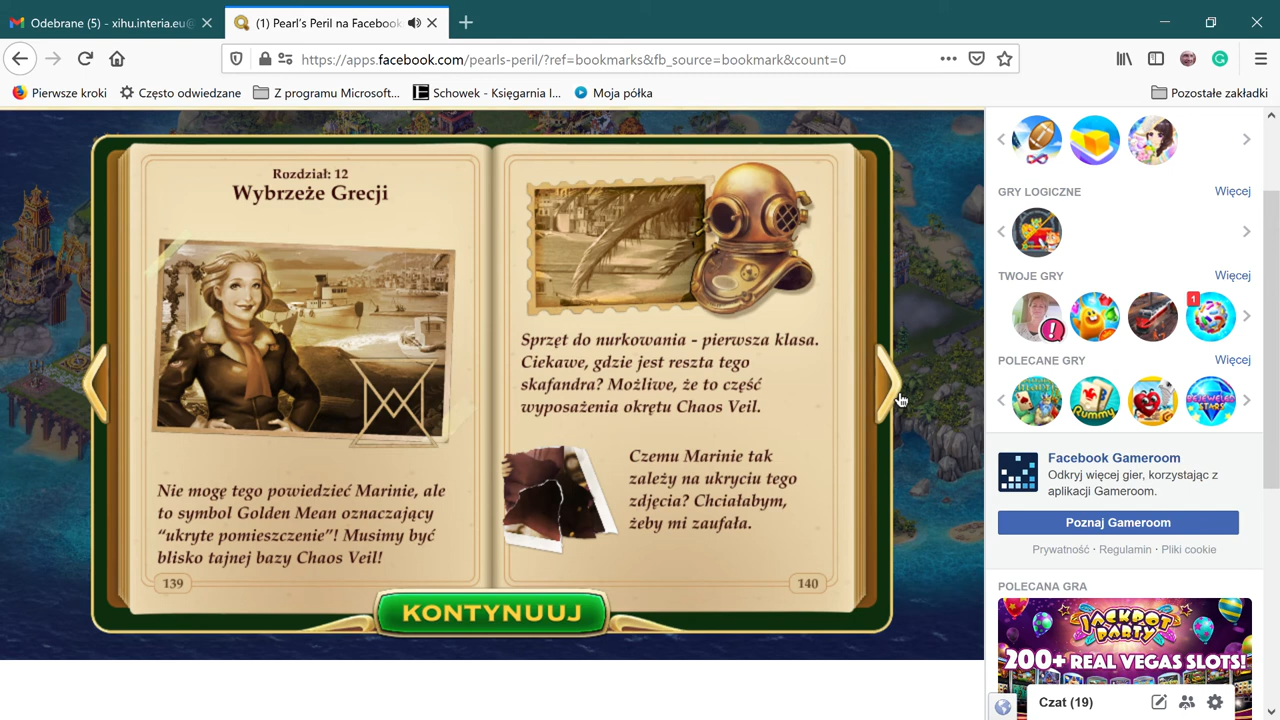 Odebrane (5) - xihu.interia.eu@
(1) Pearl's Peril na Facebook
https://apps.facebook.com/pearls-peril/?ref=bookmarks&fb_source=bookmark&count=0
Pierwsze kroki
Często odwiedzane
Z programu Microsoft...
Schowek - Księgarnia I...
Moja półka
Pozostałe zakładki
Rozdział: 12
Wybrzeże Grecji
Nie mogę tego powiedzieć Marinie, ale
to symbol Golden Mean oznaczający
“ukryte pomieszczenie”! Musimy być
blisko tajnej bazy Chaos Veil!
139
Sprzęt do nurkowania - pierwsza klasa.
Ciekawe, gdzie jest reszta tego
skafandra? Możliwe, że to część
wyposażenia okrętu Chaos Veil.
Czemu Marinie tak
zależy na ukryciu tego
zdjęcia? Chciałabym,
żeby mi zaufała.
140
KONTYNUUJ
GRY LOGICZNE
Więcej
TWOJE GRY
Więcej
1
POLECANE GRY
Więcej
Rummy
BEJEWELED
STARS
Facebook Gameroom
Odkryj więcej gier, korzystając z
aplikacji Gameroom.
Poznaj Gameroom
Prywatność · Regulamin · Pliki cookie
POLECANA GRA
JACKPOT
PARTY
200+ REAL VEGAS SLOTS!
Czat (19)